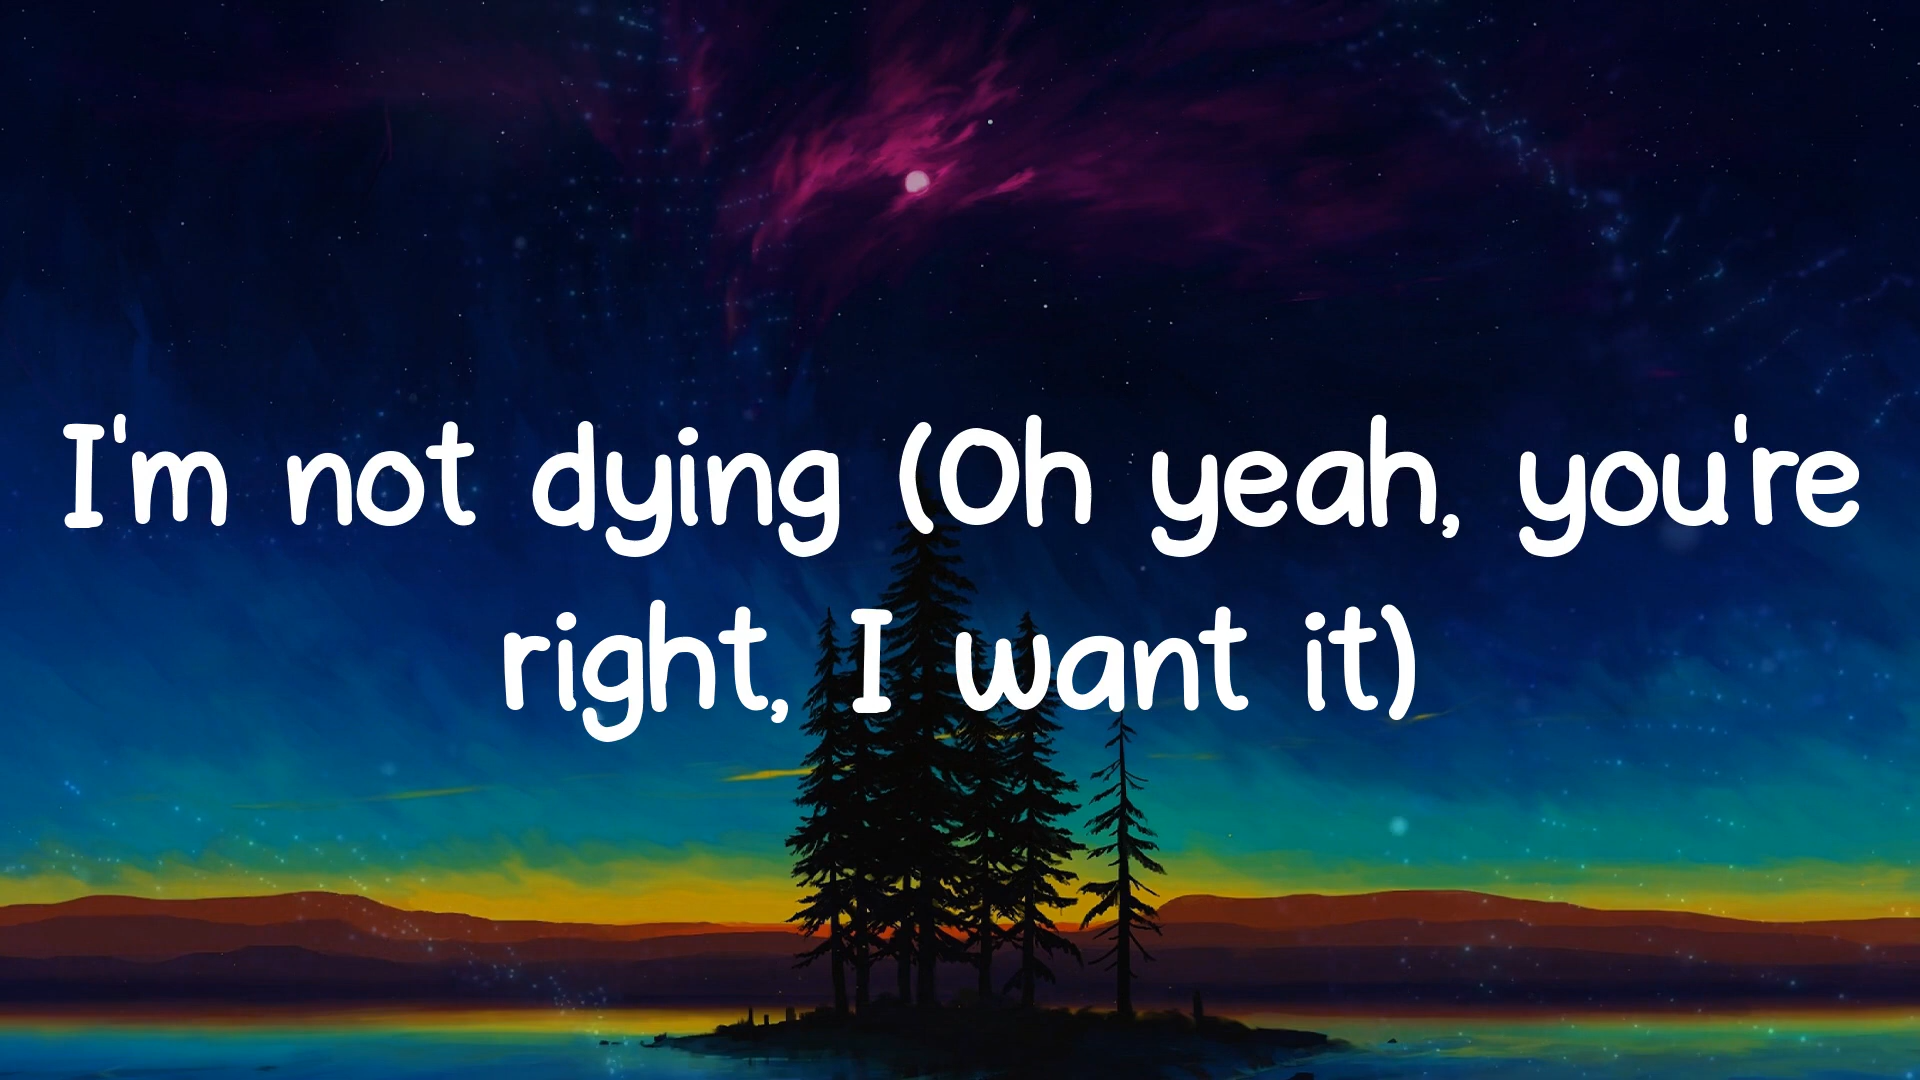 I'm not dying (Oh yeah, you're
right, I want it)